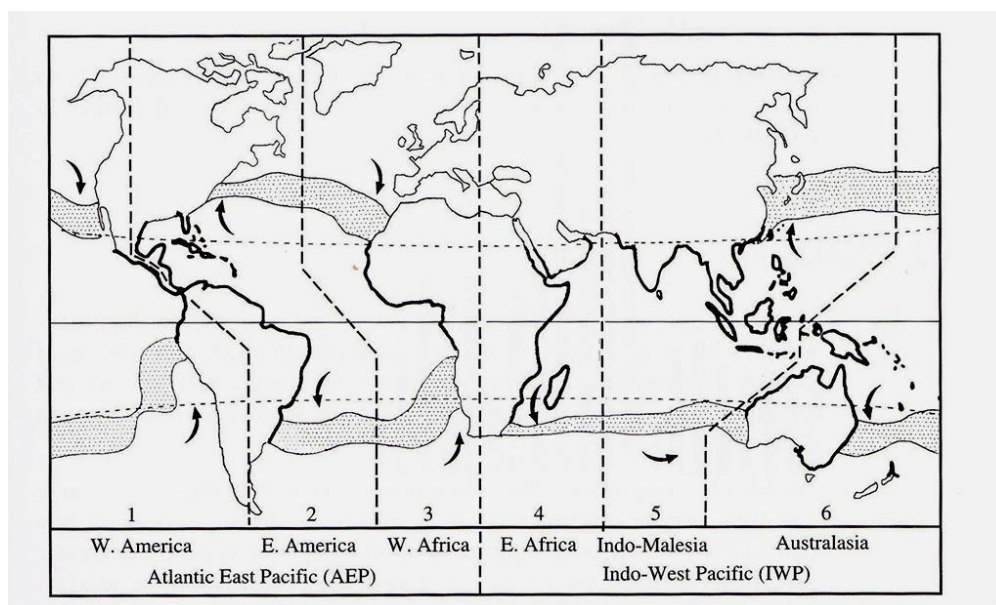 1 2 3 4 5 6
W. America E. America W. Africa E. Africa Indo-Malesia Australasia
Atlantic East Pacific (AEP) Indo-West Pacific (IWP)